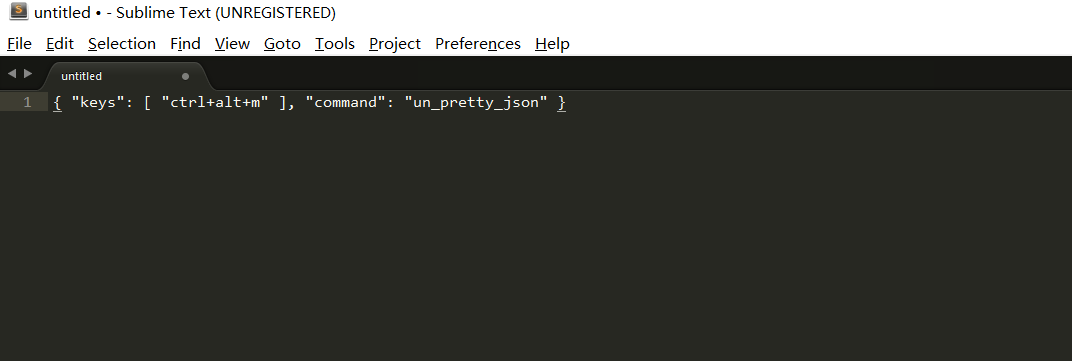 untitled • - Sublime Text (UNREGISTERED)
File Edit Selection Find View Goto Tools Project Preferences Help
untitled
1 { "keys": [ "ctrl+alt+m" ], "command": "un_pretty_json" }